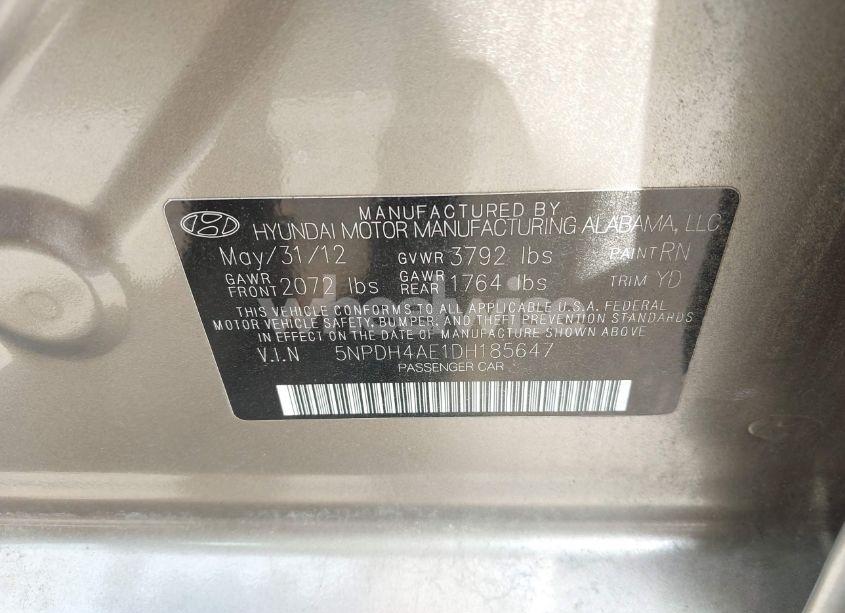 MANUFACTURED BY
HYUNDAI MOTOR MANUFACTURING ALABAMA, LLC
May/31/12 GVWR 3792 lbs PAINT RN
GAWR FRONT 2072 lbs GAWR REAR 1764 lbs TRIM YD
THIS VEHICLE CONFORMS TO ALL APPLICABLE U.S.A. FEDERAL
MOTOR VEHICLE SAFETY, BUMPER, AND THEFT PREVENTION STANDARDS
IN EFFECT ON THE DATE OF MANUFACTURE SHOWN ABOVE
V.I.N 5NPDH4AE1DH185647
PASSENGER CAR